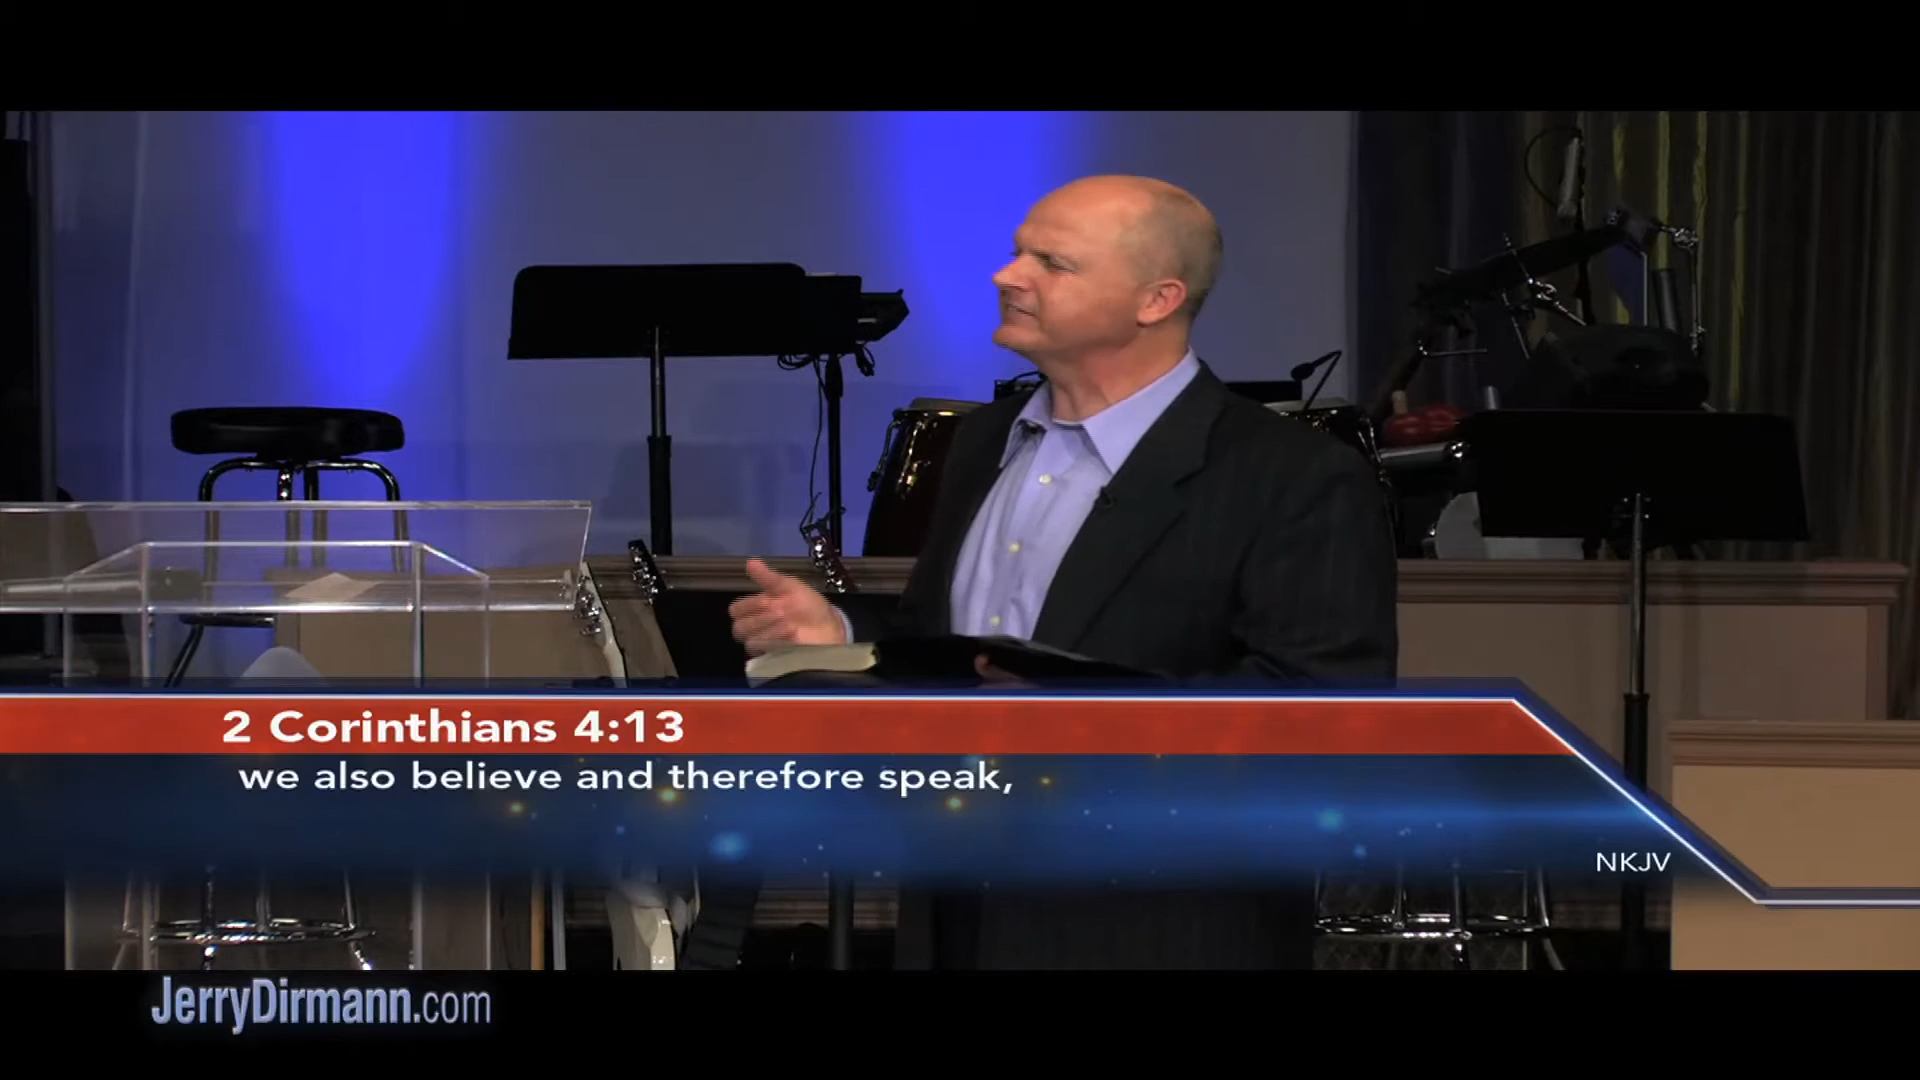 2 Corinthians 4:13
we also believe and therefore speak,
NKJV
JerryDirmann.com